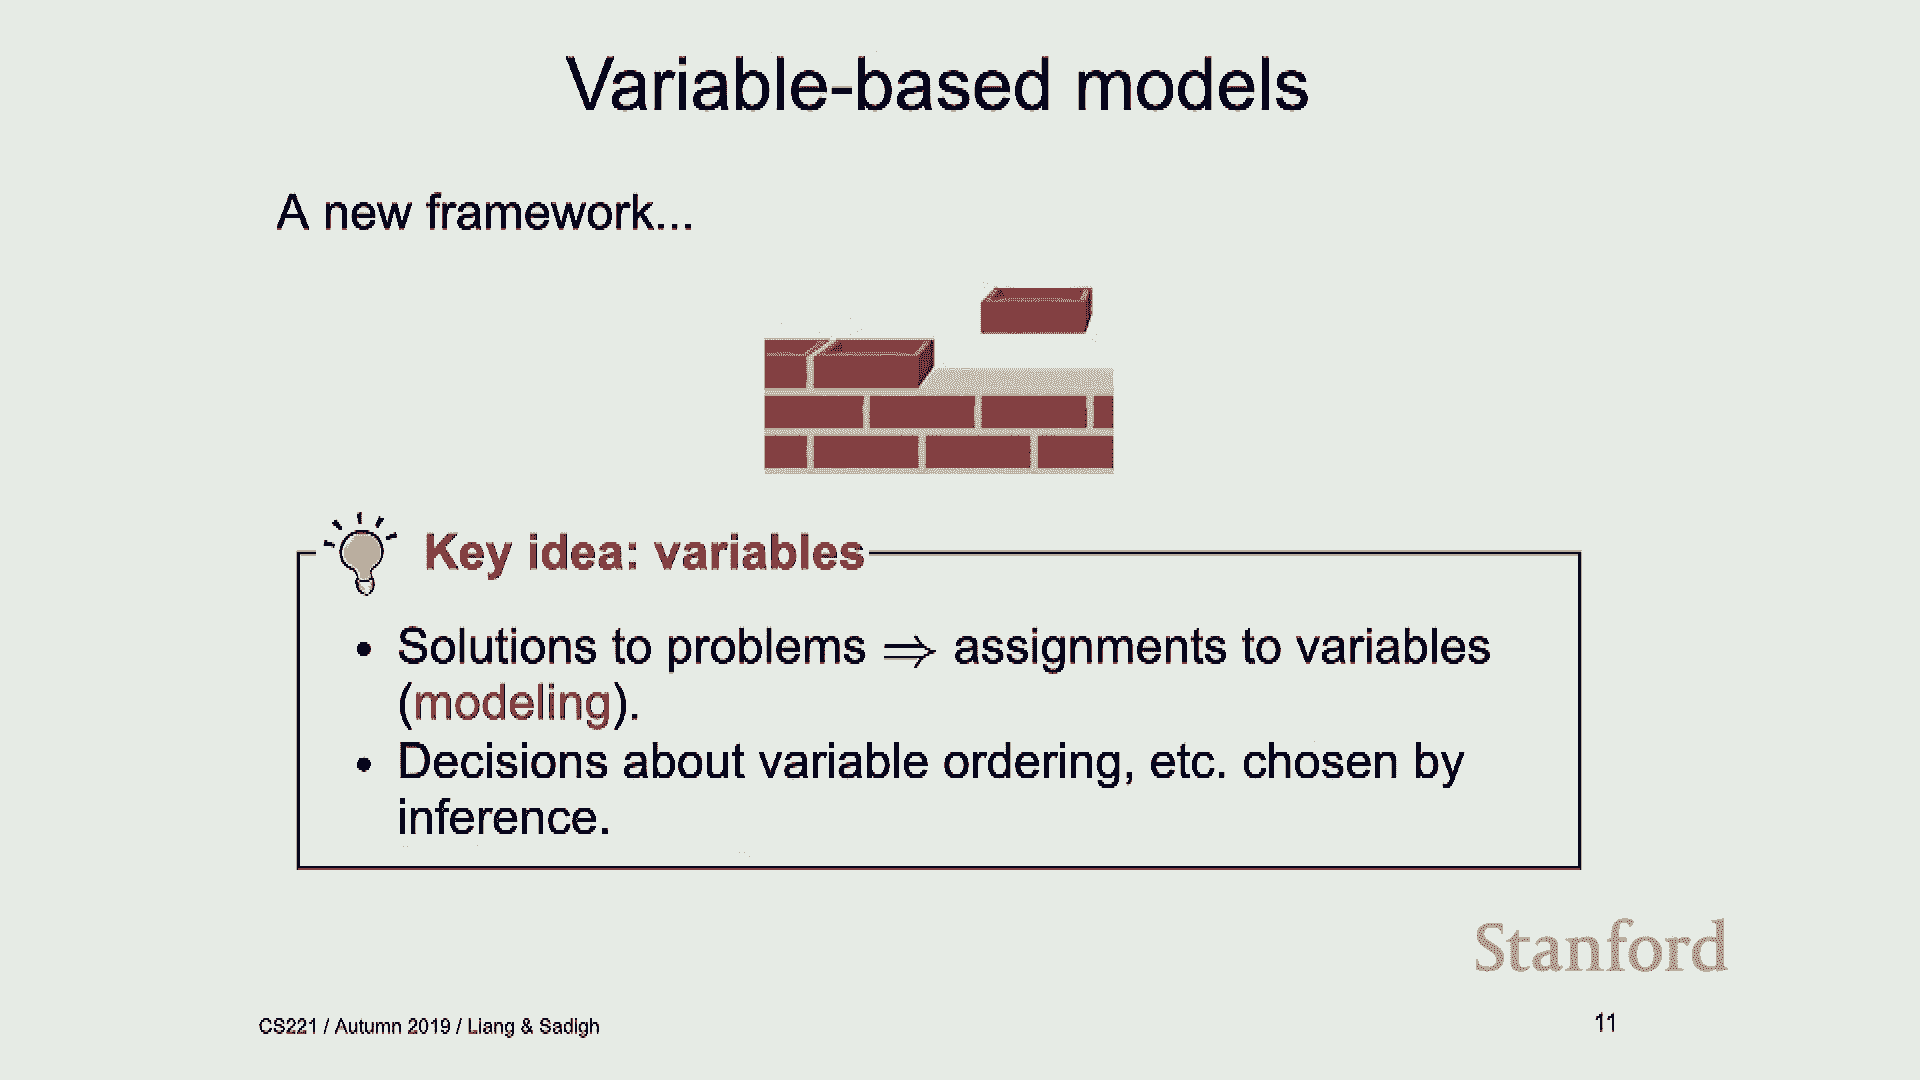 Variable-based models
A new framework...
Key idea: variables
• Solutions to problems ⇒ assignments to variables
(modeling).
• Decisions about variable ordering, etc. chosen by
inference.
Stanford
CS221 / Autumn 2019 / Liang & Sadigh
11